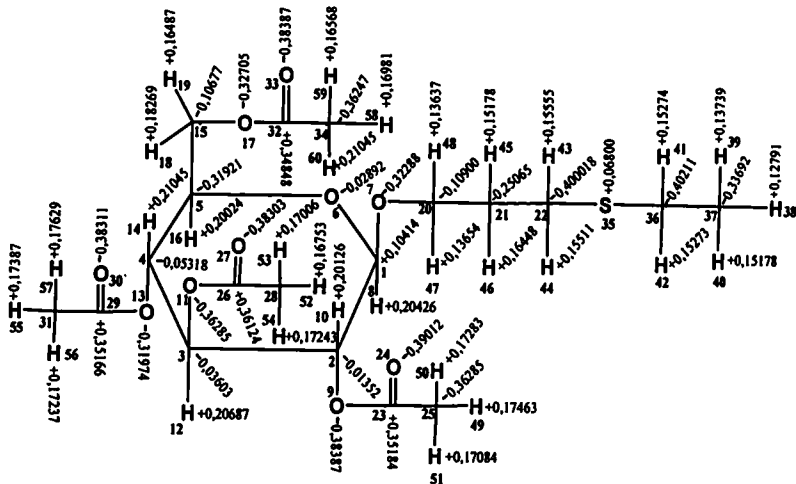 +0,16487
H
19
-0,10677
-0,32705
-0,38387
O
33
+0,16568
H
59
-0,36247
+0,16981
+0,18269
H
18
15
O
17
32
+0,34848
34
H
58
60
H
+0,21045
+0,13637
H
48
-0,10900
+0,15178
H
45
-0,25065
+0,15555
H
43
-0,400018
+0,06800
+0,15274
H
41
-0,40211
+0,13739
H
39
-0,33692
+0,12791
+0,21045
H
14
-0,31921
5
O
6
-0,02892
O
7
-0,32288
20
21
22
S
35
36
37
H
38
16
H
+0,20024
+0,13654
H
47
+0,16448
H
46
+0,15511
H
44
+0,15273
H
42
+0,15178
H
40
+0,17387
H
55
+0,17629
H
57
-0,38311
O
30
29
+0,35166
31
H
56
+0,17237
13
O
-0,31974
4
-0,05318
27
O
-0,38303
+0,17006
53
H
+0,16753
H
52
11
O
-0,36285
26
+0,36124
28
54
H
+0,17243
+0,20126
10
H
+0,10414
1
8
H
+0,20426
3
-0,03603
H
+0,20687
12
2
-0,01352
24
O
-0,39012
+0,17283
50
H
-0,36285
9
O
-0,38387
23
+0,35184
25
H
+0,17463
49
H
+0,17084
51